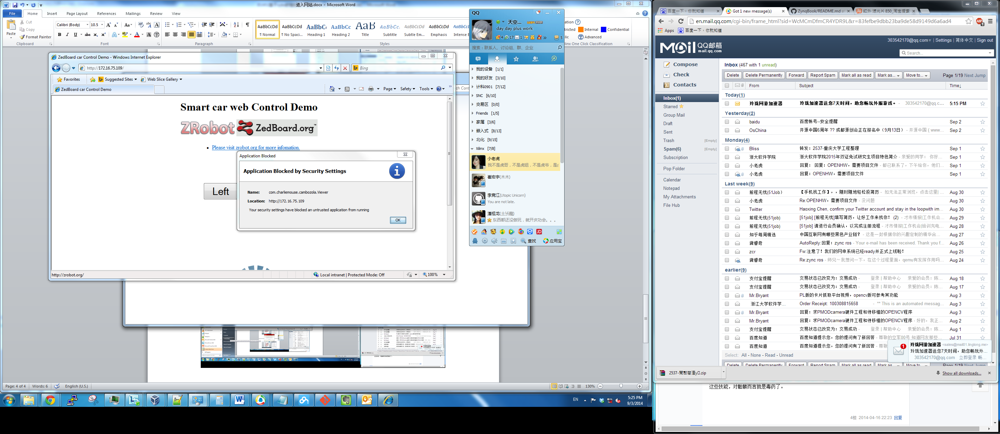 进入网站.docx - Microsoft Word
File Home Insert Page Layout References Mailings Review View
Paste Cut Copy Format Painter
Calibri (Body) 10.5
AaBbCcDd AaBbCcDd AaBbCc AaBbCc AaB AaBbCc. AaBbCcDd AaBbCcDd
¶ Normal ¶ No Spaci... Heading 1 Heading 2 Title Subtitle Subtle Em... Emphasis Intense E
Clipboard Font Paragraph Styles
Internal Confidential
Advanced
linx One Click Classification
ZedBoard car Control Demo - Windows Internet Explorer
http://172.16.75.109/
Bing
Favorites Suggested Sites Web Slice Gallery
ZedBoard car Control Demo
Page Safety Tools
Smart car web Control Demo
ZRobot ZedBoard.org™
Please visit zrobot.org for more infomation.
Left
Application Blocked
Application Blocked by Security Settings
Name: com.charliemouse.cambozola.Viewer
Location: http://172.16.75.109
Your security settings have blocked an untrusted application from running
OK
http://zrobot.org/
Local intranet | Protected Mode: Off
100%
Page: 4 of 4 Words: 6 English (U.S.)
130%
EN
5:25 PM
9/3/2014
QQ
天空...
day day plus work
4 17 1 5
搜索：联系人、讨论组、群、企业
我的设备 [1/1]
我的好友 [3/10]
计科0901 [7/12]
SNC [6/10]
交易区 [0/0]
Friends [1/5]
家属 [3/6]
嵌入式 [8/13]
北化 [9/15]
Xilinx [7/8]
小老虎
我不是虎哥，不是虎姐，不是虎爷，是
崔宏宇(木木)
李竞江(Utopic Unicorn)
You are not late.
潘祖龙
东西都还没做玩，就开庆功会。。。
查找 应用宝
百度一下，你就知道
Got 1 new message(s)
ZynqBook/README.md at
红外 滤光片 850_淘宝搜索
en.mail.qq.com/cgi-bin/frame_html?sid=WcMCmDfmCR4YDR9L&r=83fefbe9dbb23ba9de58d9149d6a6ad4
Apps 百度一下，你就知道
Mail QQ邮箱
mail.qq.com
303542170@qq.com | Settings | 简体中文 | Sign out
Search...
Compose
Check
Contacts
Inbox(1)
Starred
Group Mail
Draft
Sent
Trash [Empty]
Spam(6) [Empty]
Subscription
Pop Folder
Calendar
Notepad
My Attachments
File Hub
Inbox (467 with 1 unread)
Delete Delete Permanently Forward Report Spam Mark all as read Mark as... Move to... Page 1/19 Next Jump
From Subject Time↓
Today(1)
玲珑网游加速器 玲珑加速器送您7天时间，助您畅玩外服游戏。 - 303542170@qq.c... 5:15 PM
Yesterday(2)
baidu 百度帐号--安全提醒 Sep 2
OsChina 开源中国6周年 ?? 成都源创会正在报名中（9月13日） - 开源中国 ( www... Sep 2
Monday(4)
Bliss 转发：2537-重庆大学工程整理 Sep 1
浙大软件学院 浙大软件学院2015年双证免试研究生项目特色简介 - 亲爱的同学： 你好... Sep 1
小老虎 回复： 回复：OPENHW，需要项目文件 - 都已联系了，下午给你，他们... Sep 1
小老虎 回复：OPENHW，需要项目文件 Sep 1
Last week(9)
前程无忧(51Job) 【手机找工作】，，随时随地轻松投简历 - 如无法正常浏览，点击这里|... Aug 30
小老虎 Re:OPENHW，需要项目文件 - 没问题 Aug 30
Twitter Haoxing Chen, confirm your Twitter account and stay in the loopwith im... Aug 30
前程无忧(51job) [51job] [前程无忧]填写简历，让好工作来找你! (2) - 才市情报|工作机会... Aug 29
前程无忧(51job) [51job] 请进行会员确认，以完成注册流程 - 才市情报|工作机会|培训充电... Aug 28
知乎每周精选 中国互联网有哪些黑色产业链？ - 这是一封根据你的兴趣定制的精华合... Aug 27
龚睿奇 AutoReply:回复：zync ros - Your e-mail has been received. Thank you f... Aug 26
zcr Fw:注意了！我们的网申系统已经ready并正式上线啦！ Aug 25
龚睿奇 Re:zync ros - 师兄～我想问一下，在这个过程里面，qemu有发挥作用吗... Aug 24
earlier(9)
支付宝提醒 交易状态已改变为：交易成功 - 登录 | 帮助中心 亲爱的会员：陈... Aug 18
支付宝提醒 交易状态已改变为：交易成功 - 登录 | 帮助中心 亲爱的会员：陈... Aug 17
Mr.Bryant PL版的卡片抓取平台视频，opencv版可参考其功能 Aug 3
浙江大学软件学... Order Receipt: 100308815658 - ** This is an automated messag... Aug 3
Mr.Bryant 回复：求PMODcamera硬件工程和待移植的OPENCV程序 Aug 3
Mr.Bryant 回复：求PMODcamera硬件工程和待移植的OPENCV程序 - 好的，我正... Aug 2
支付宝提醒 交易状态已改变为：交易成功 - 登录 | 帮助中心 亲爱的会员：陈... Aug 1
百度知道 百度知道提示您，您的提问有了新回答 - 尊敬的空军00号 知道网友那些... Jul 31
百度知道 百度知道提示您，您的提问有了新回答
Select: All - None - Read - Unread
玲珑网游加速器 <sales@mail01.linglong.me>
玲珑加速器送您7天时间，助您畅玩外...
303542170@qq.com 立即登录 畅...
Show all downloads...
这些技能，对骷髅而言就是毒药了。
4楼 2014-04-16 22:23 回复